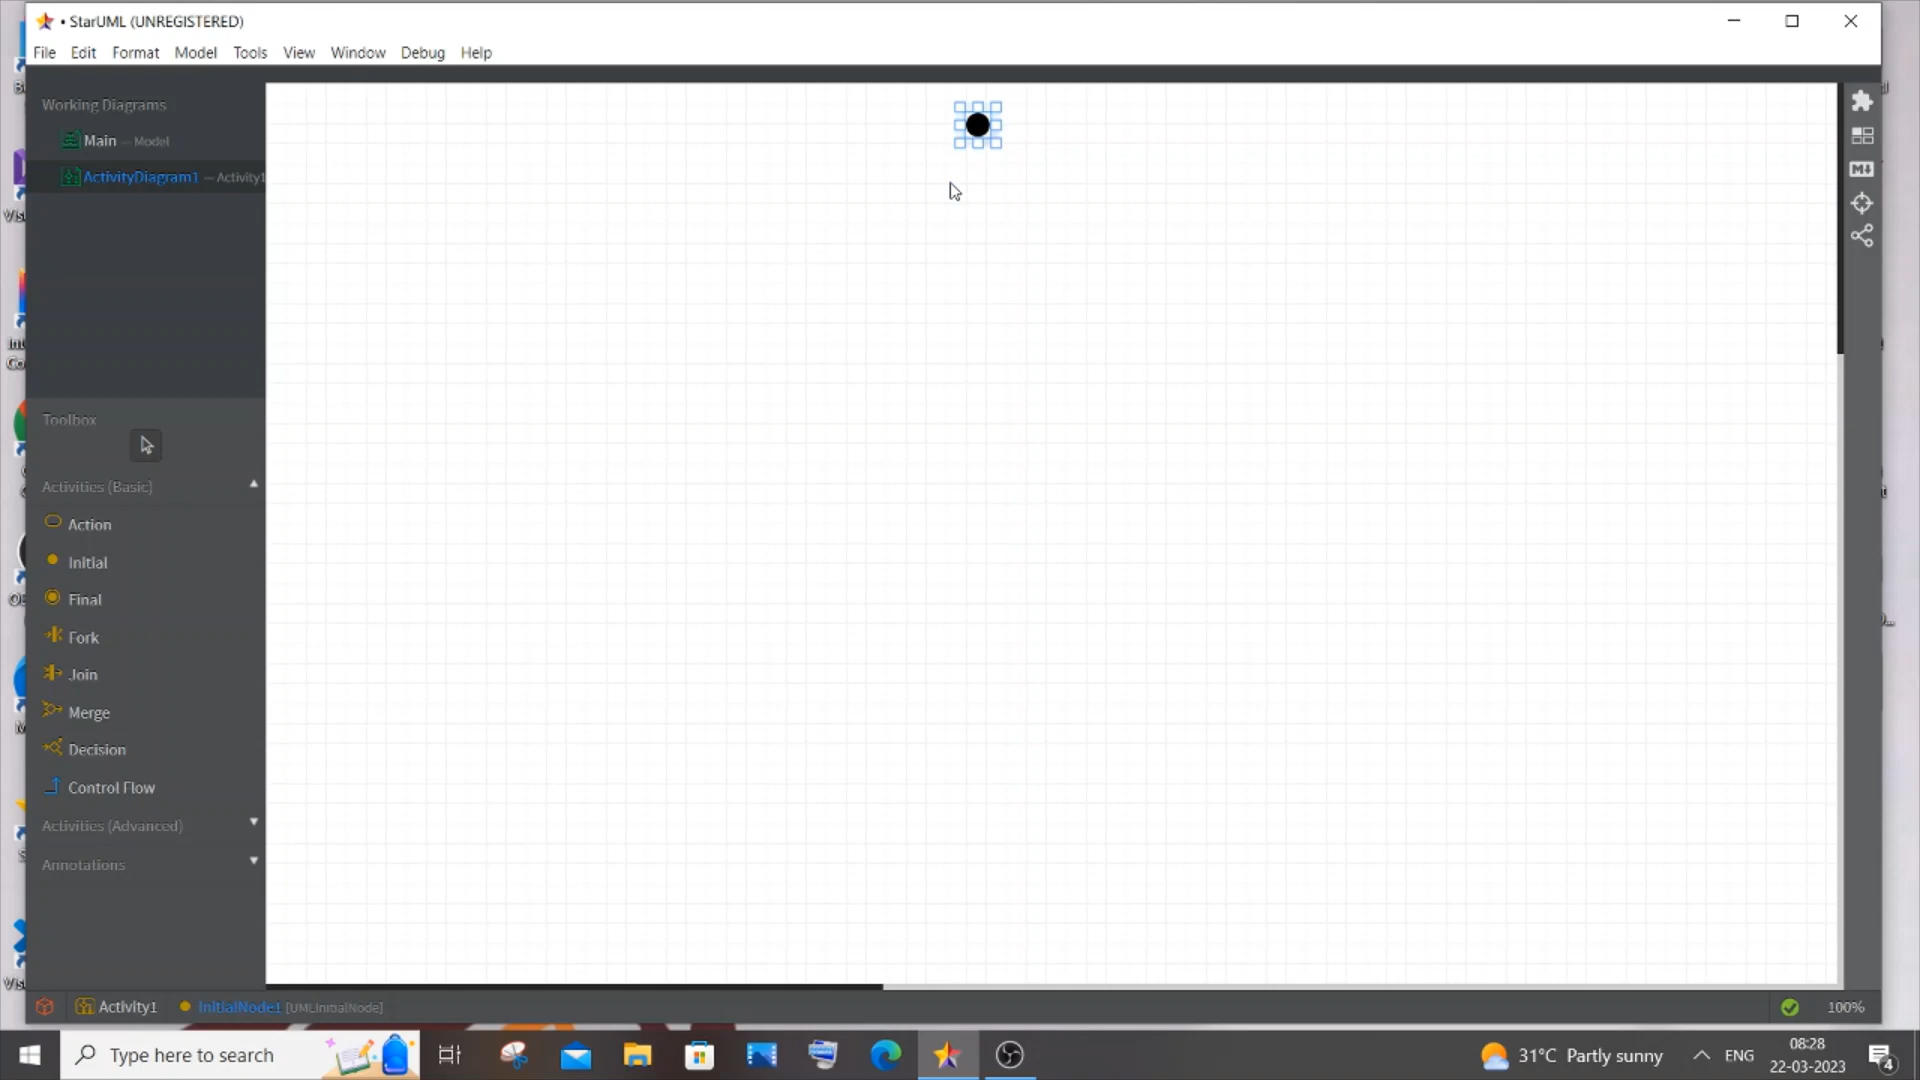 • StarUML (UNREGISTERED)
File Edit Format Model Tools View Window Debug Help
Working Diagrams
Main — Model
ActivityDiagram1 — Activity1
Toolbox
Activities (Basic)
Action
Initial
Final
Fork
Join
Merge
Decision
Control Flow
Activities (Advanced)
Annotations
Activity1 InitialNode1 [UMLInitialNode] 100%
Type here to search
31°C Partly sunny ENG
08:28
22-03-2023
4